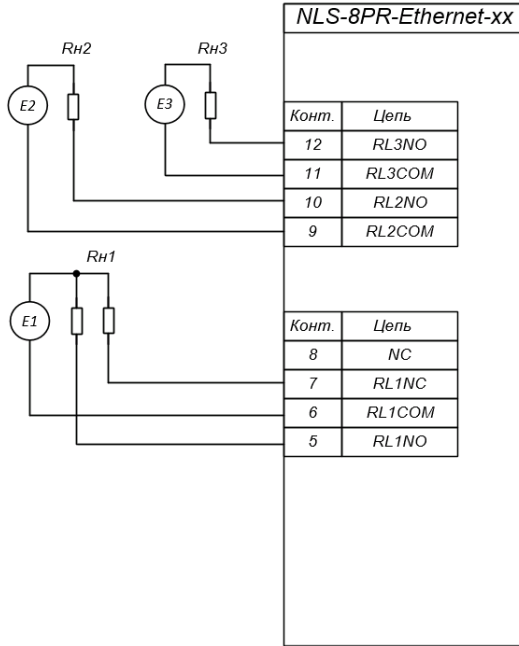 NLS-8PR-Ethernet-xx
Rн2
Rн3
E2
E3
Конт. Цепь
12 RL3NO
11 RL3COM
10 RL2NO
9 RL2COM
Rн1
E1
Конт. Цепь
8 NC
7 RL1NC
6 RL1COM
5 RL1NO